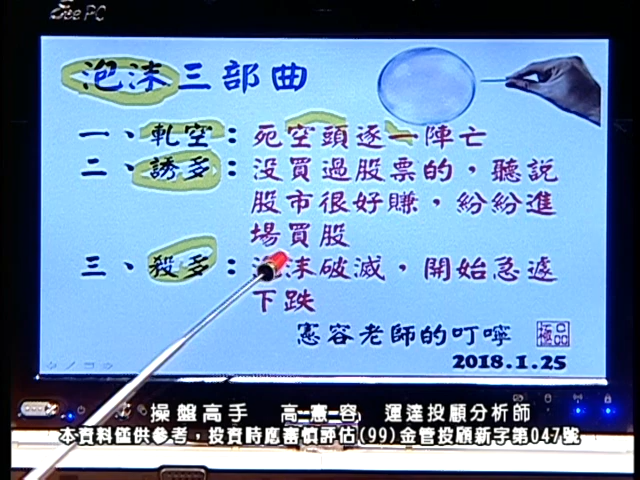 Eee PC
泡沫三部曲
一、軋空：死空頭逐一陣亡
二、誘多：没買過股票的，聽説
股市很好賺，紛紛進
場買股
三、殺多：泡沫破滅，開始急遽
下跌
憲容老師的叮嚀
2018.1.25
操盤高手 高憲容 運達投顧分析師
本資料僅供參考，投資時應審慎評估(99)金管投顧新字第047號